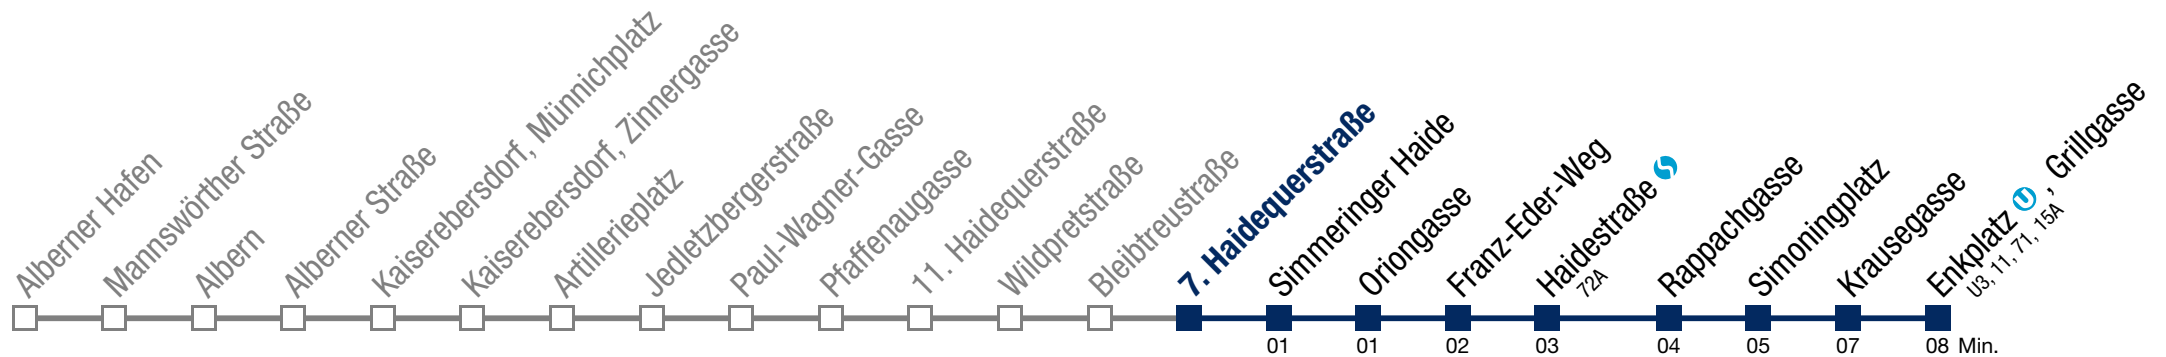 Alberner Hafen
Mannswörther Straße
Albern
Alberner Straße
Kaiserebersdorf, Münnichplatz
Kaiserebersdorf, Zinnergasse
Artillerieplatz
Jedletzbergerstraße
Paul-Wagner-Gasse
Pfaffenaugasse
11. Haidequerstraße
Wildpretstraße
Bleibtreustraße
7. Haidequerstraße
Simmeringer Haide
Oriongasse
Franz-Eder-Weg
Haidestraße S
72A
Rappachgasse
Simoningplatz
Krausegasse
Enkplatz U, Grillgasse
U3, 11, 71, 15A
01 01 02 03 04 05 07 08 Min.